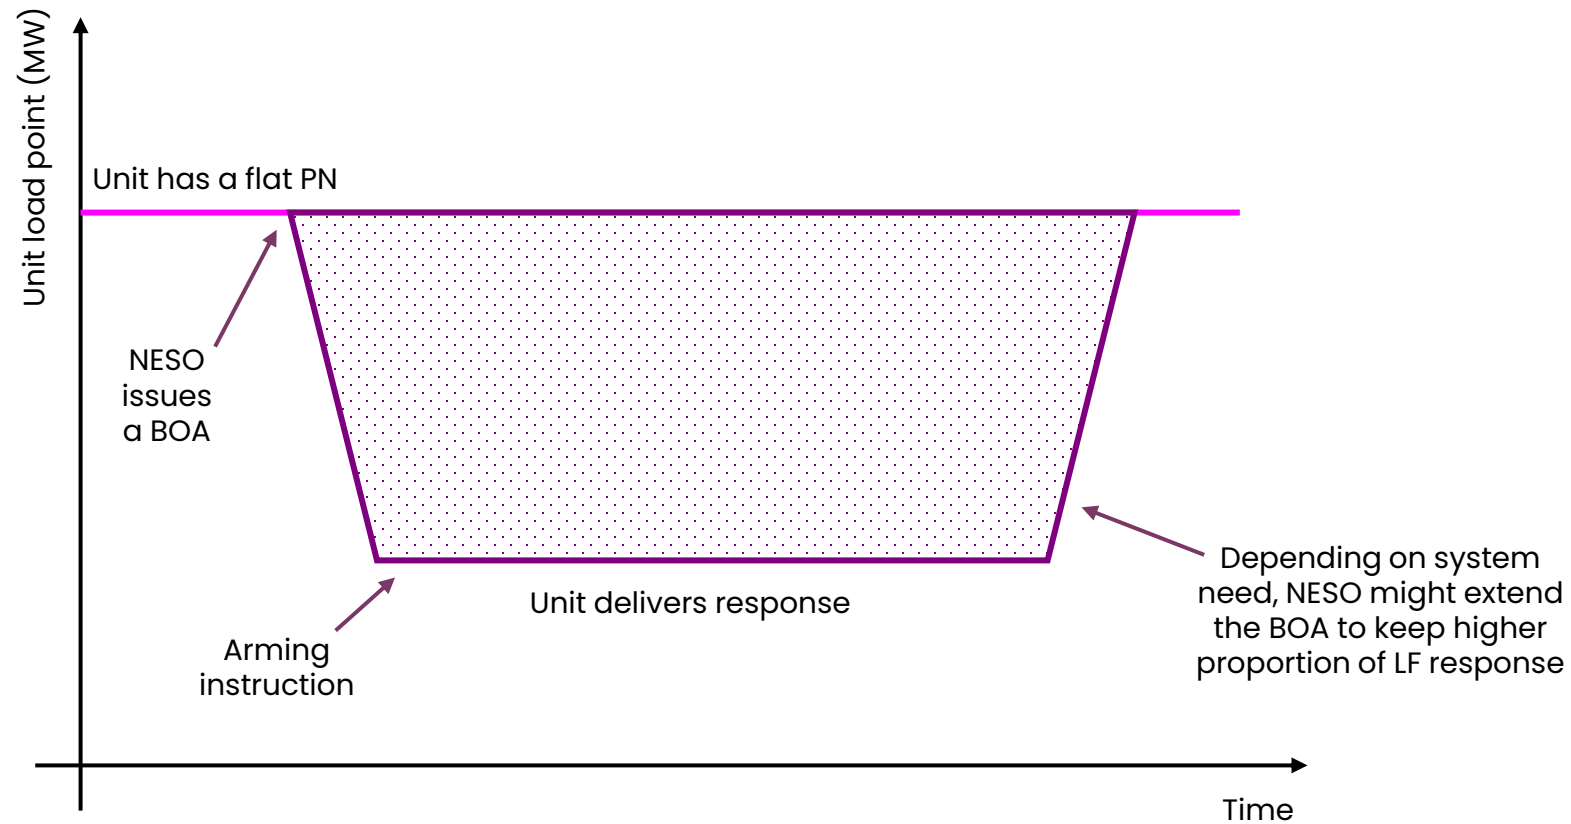 Unit load point (MW)
Unit has a flat PN
NESO
issues
a BOA
Arming
instruction
Unit delivers response
Depending on system
need, NESO might extend
the BOA to keep higher
proportion of LF response
Time